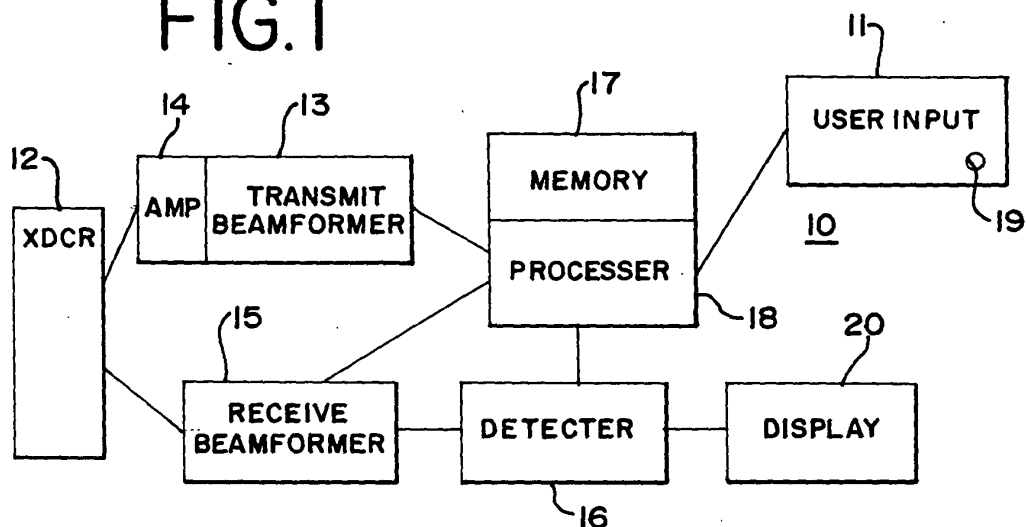 FIG. 1
11
14
13
17
USER INPUT
12
MEMORY
AMP
TRANSMIT
BEAMFORMER
19
XDCR
10
PROCESSER
15
18
20
RECEIVE
BEAMFORMER
DETECTER
DISPLAY
16